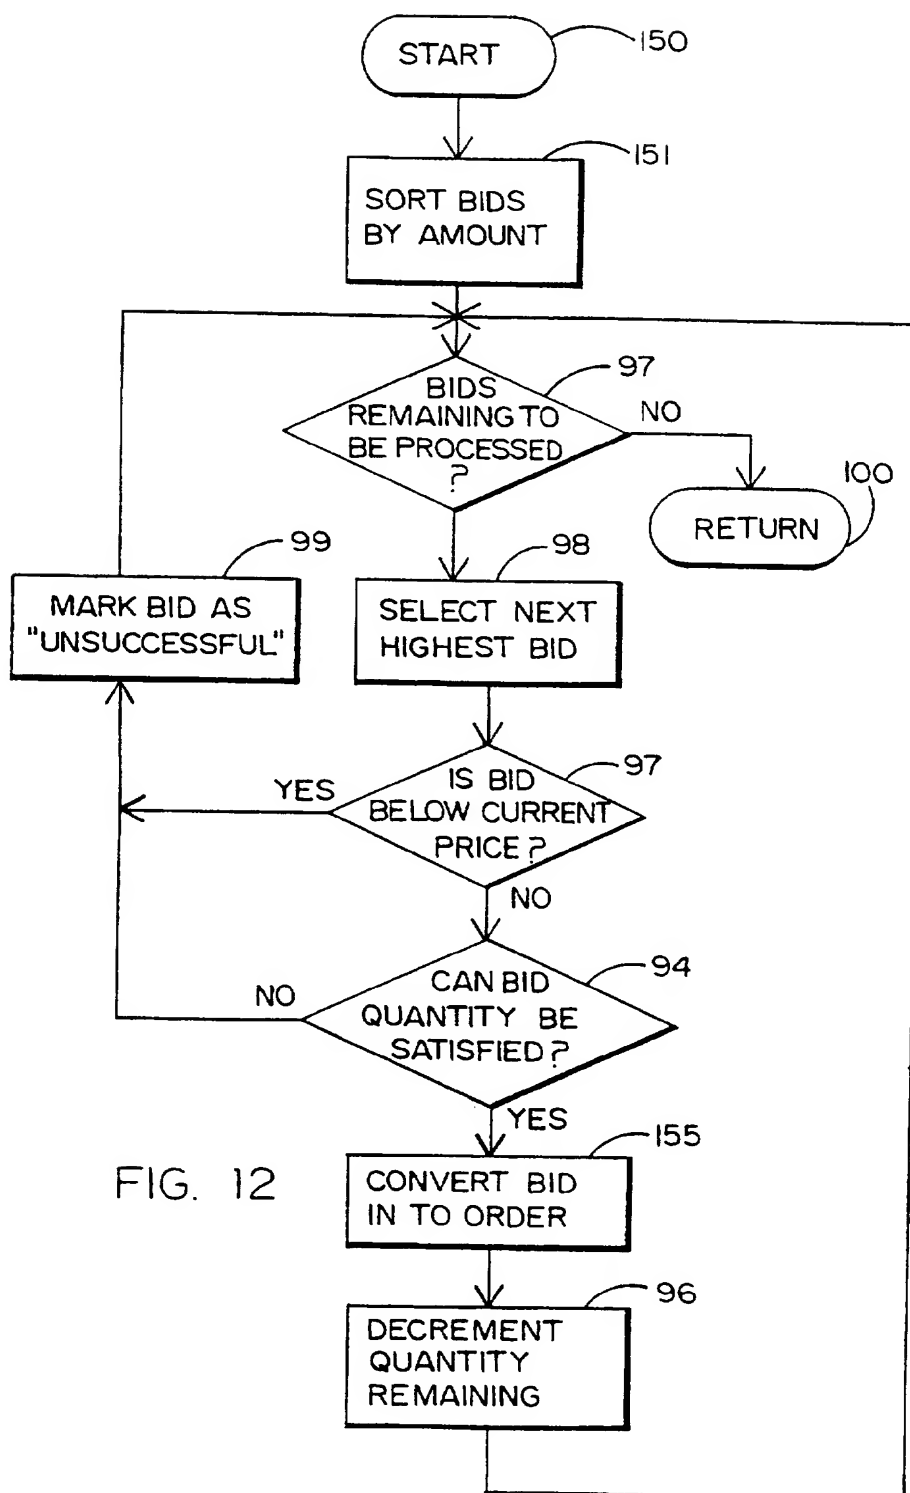 START
150
151
SORT BIDS
BY AMOUNT
97
BIDS
REMAINING TO
BE PROCESSED
?
NO
100
RETURN
99
MARK BID AS
"UNSUCCESSFUL"
98
SELECT NEXT
HIGHEST BID
97
YES
IS BID
BELOW CURRENT
PRICE?
NO
94
NO
CAN BID
QUANTITY BE
SATISFIED?
YES
155
FIG. 12
CONVERT BID
IN TO ORDER
96
DECREMENT
QUANTITY
REMAINING